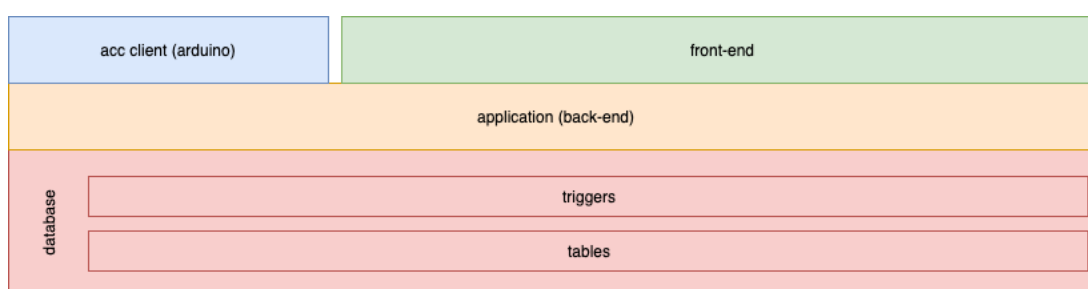 acc client (arduino)
front-end
application (back-end)
database
triggers
tables